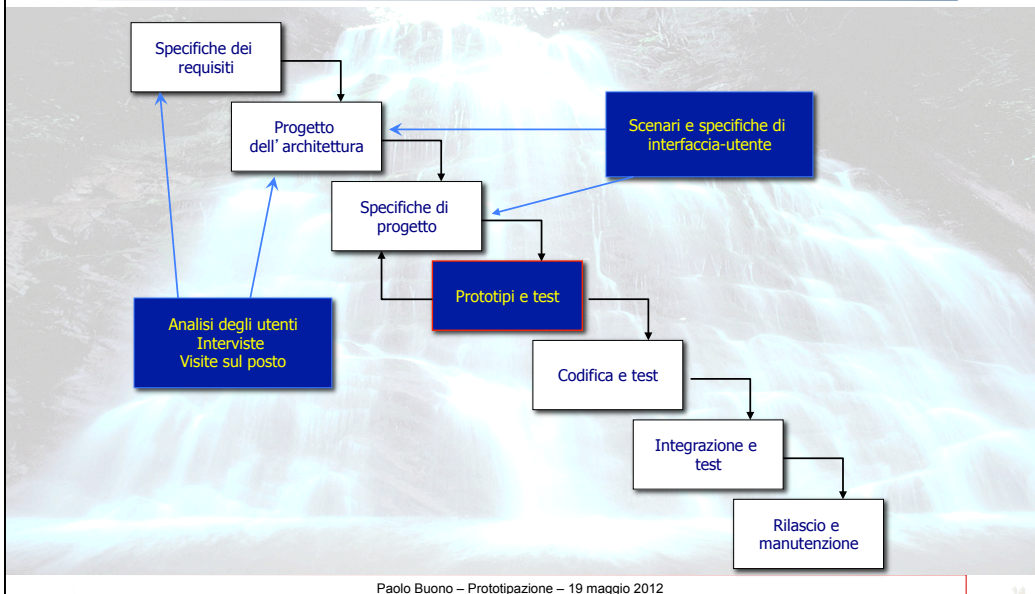 Specifiche dei
requisiti
Progetto
dell'architettura
Scenari e specifiche di
interfaccia-utente
Specifiche di
progetto
Prototipi e test
Analisi degli utenti
Interviste
Visite sul posto
Codifica e test
Integrazione e
test
Rilascio e
manutenzione
Paolo Buono – Prototipazione – 19 maggio 2012